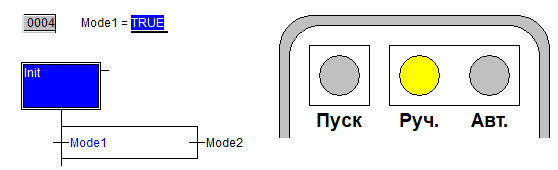 0004 Mode1 = TRUE
Init
Mode1 Mode2
Пуск Руч. Авт.